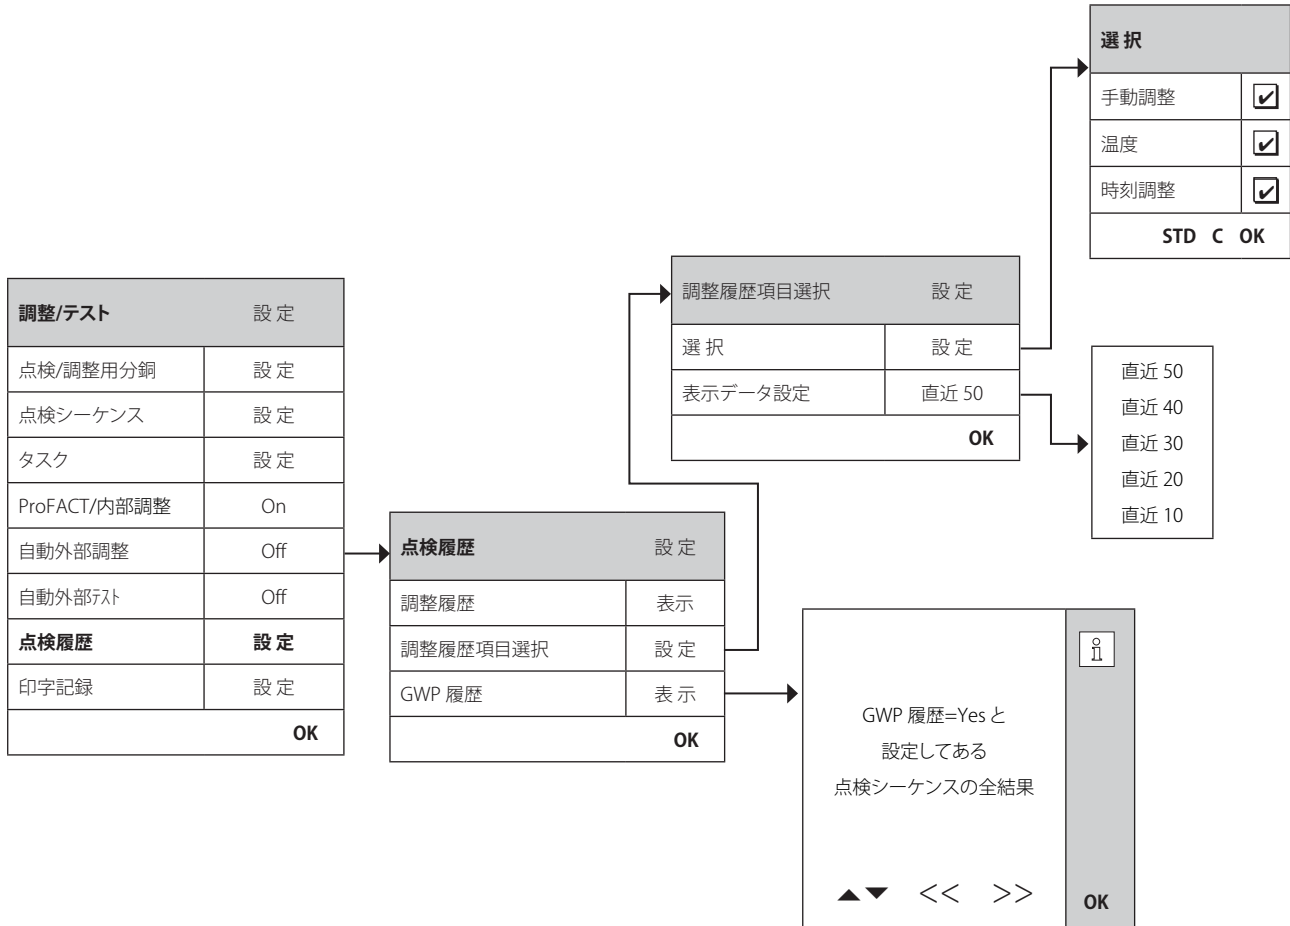 調整/テスト 設定
点検/調整用分銅 設定
点検シーケンス 設定
タスク 設定
ProFACT/内部調整 On
自動外部調整 Off
自動外部ﾃｽﾄ Off
点検履歴 設定
印字記録 設定
OK
点検履歴 設定
調整履歴 表示
調整履歴項目選択 設定
GWP 履歴 表示
OK
調整履歴項目選択 設定
選択 設定
表示データ設定 直近 50
OK
選択
手動調整 ✔
温度 ✔
時刻調整 ✔
STD C OK
直近 50
直近 40
直近 30
直近 20
直近 10
GWP 履歴=Yes と
設定してある
点検シーケンスの全結果
▲▼ << >> OK